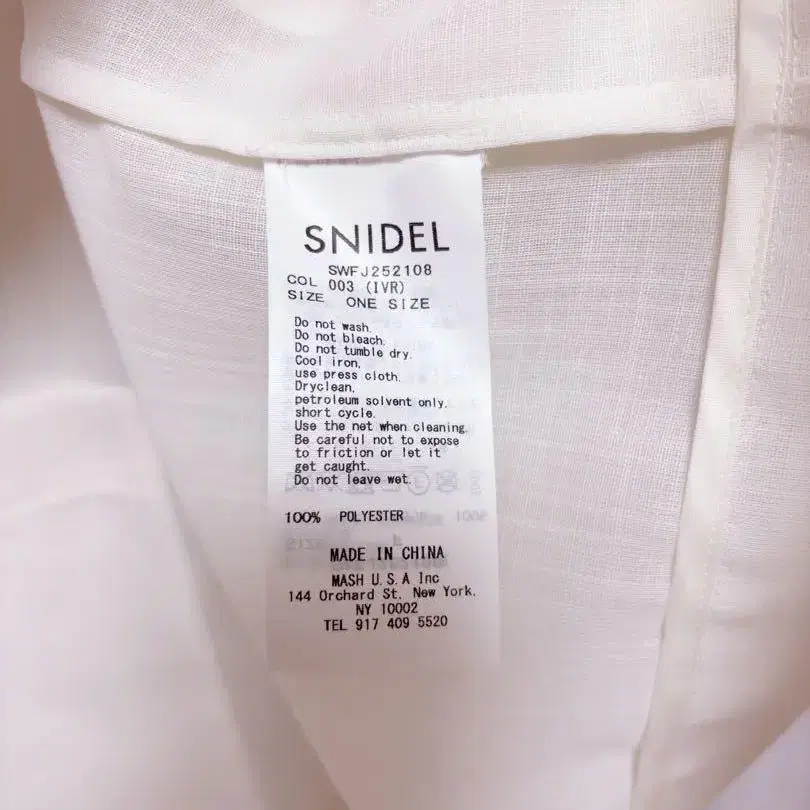 SNIDEL
SWFJ252108
COL 003 (IVR)
SIZE ONE SIZE
Do not wash.
Do not bleach.
Do not tumble dry.
Cool iron,
use press cloth.
Dryclean,
petroleum solvent only,
short cycle.
Use the net when cleaning.
Be careful not to expose
to friction or let it
get caught.
Do not leave wet.
100% POLYESTER
MADE IN CHINA
MASH U.S.A Inc
144 Orchard St. New York,
NY 10002
TEL 917 409 5520